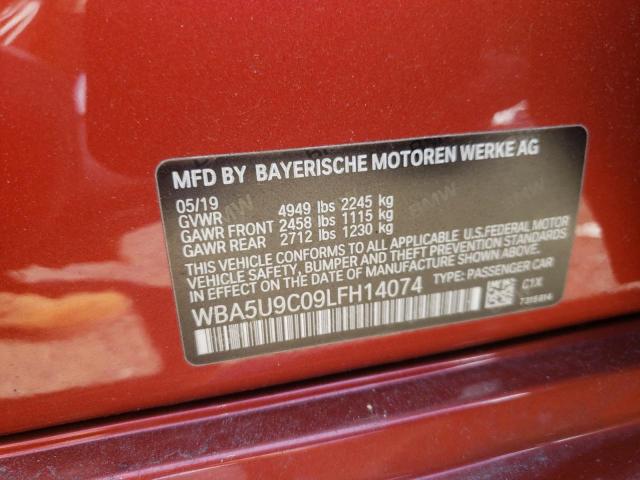 MFD BY BAYERISCHE MOTOREN WERKE AG
05/19
GVWR 4949 lbs 2245 kg
GAWR FRONT 2458 lbs 1115 kg
GAWR REAR 2712 lbs 1230 kg
THIS VEHICLE CONFORMS TO ALL APPLICABLE U.S. FEDERAL MOTOR
VEHICLE SAFETY, BUMPER AND THEFT PREVENTION STANDARDS
IN EFFECT ON THE DATE OF MANUFACTURE SHOWN ABOVE.
WBA5U9C09LFH14074 TYPE: PASSENGER CAR
C1X